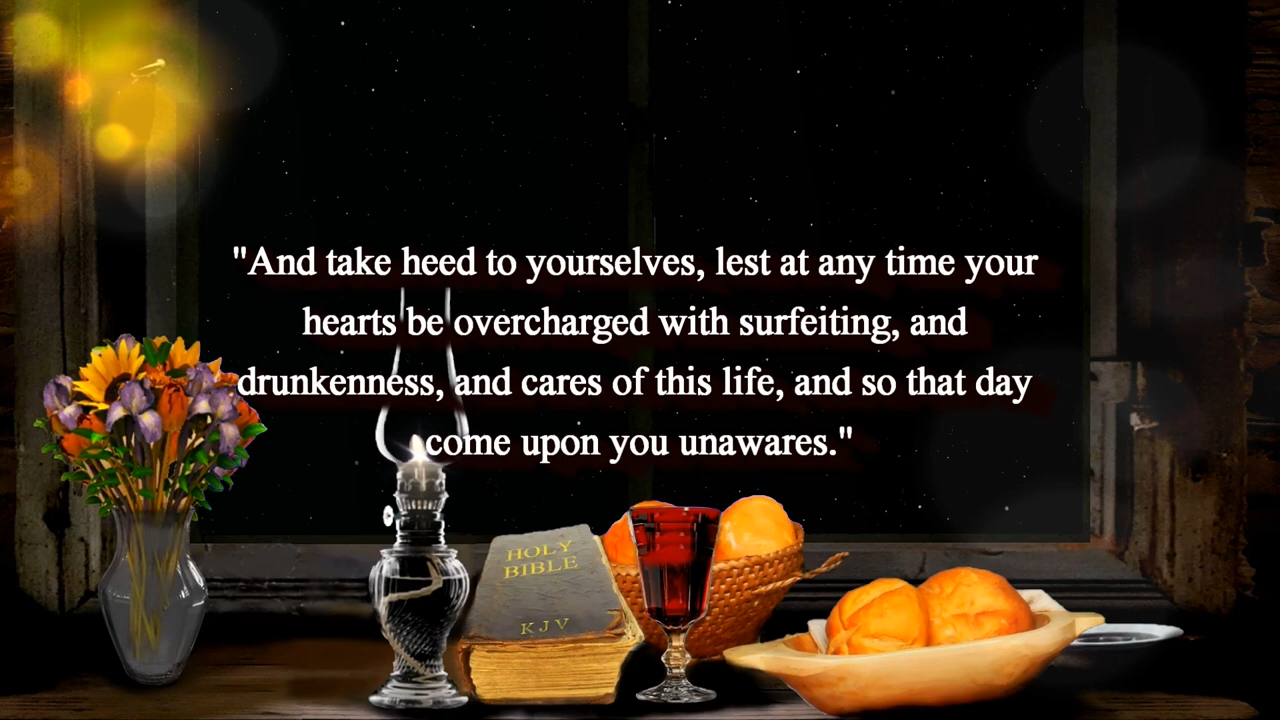 "And take heed to yourselves, lest at any time your
hearts be overcharged with surfeiting, and
drunkenness, and cares of this life, and so that day
come upon you unawares."
HOLY
BIBLE
KJV